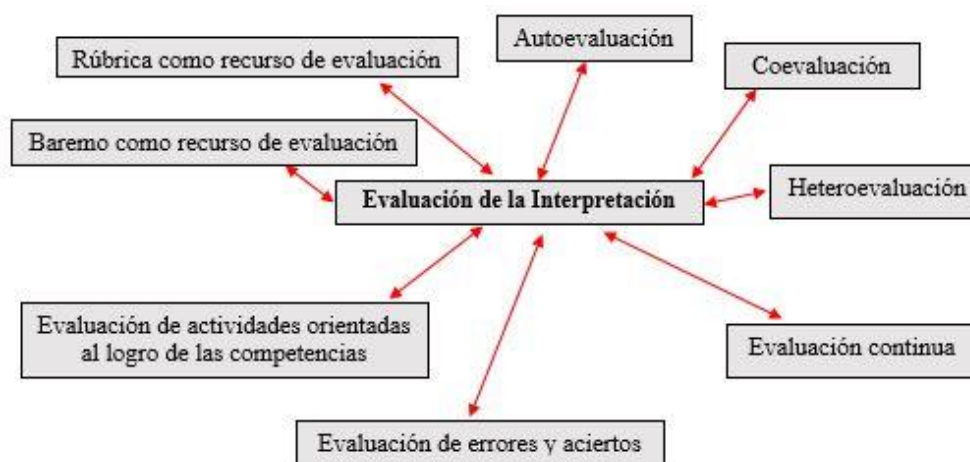 Autoevaluación
Rúbrica como recurso de evaluación
Coevaluación
Baremo como recurso de evaluación
Heteroevaluación
Evaluación de la Interpretación
Evaluación de actividades orientadas
al logro de las competencias
Evaluación continua
Evaluación de errores y aciertos